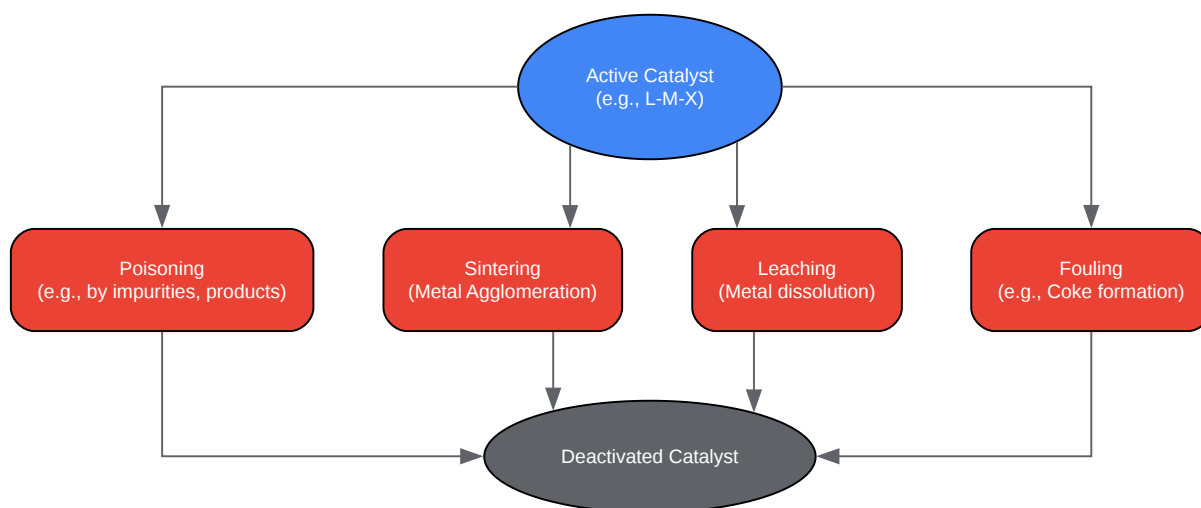 Active Catalyst
(e.g., L-M-X)
Poisoning
(e.g., by impurities, products)
Sintering
(Metal Agglomeration)
Leaching
(Metal dissolution)
Fouling
(e.g., Coke formation)
Deactivated Catalyst